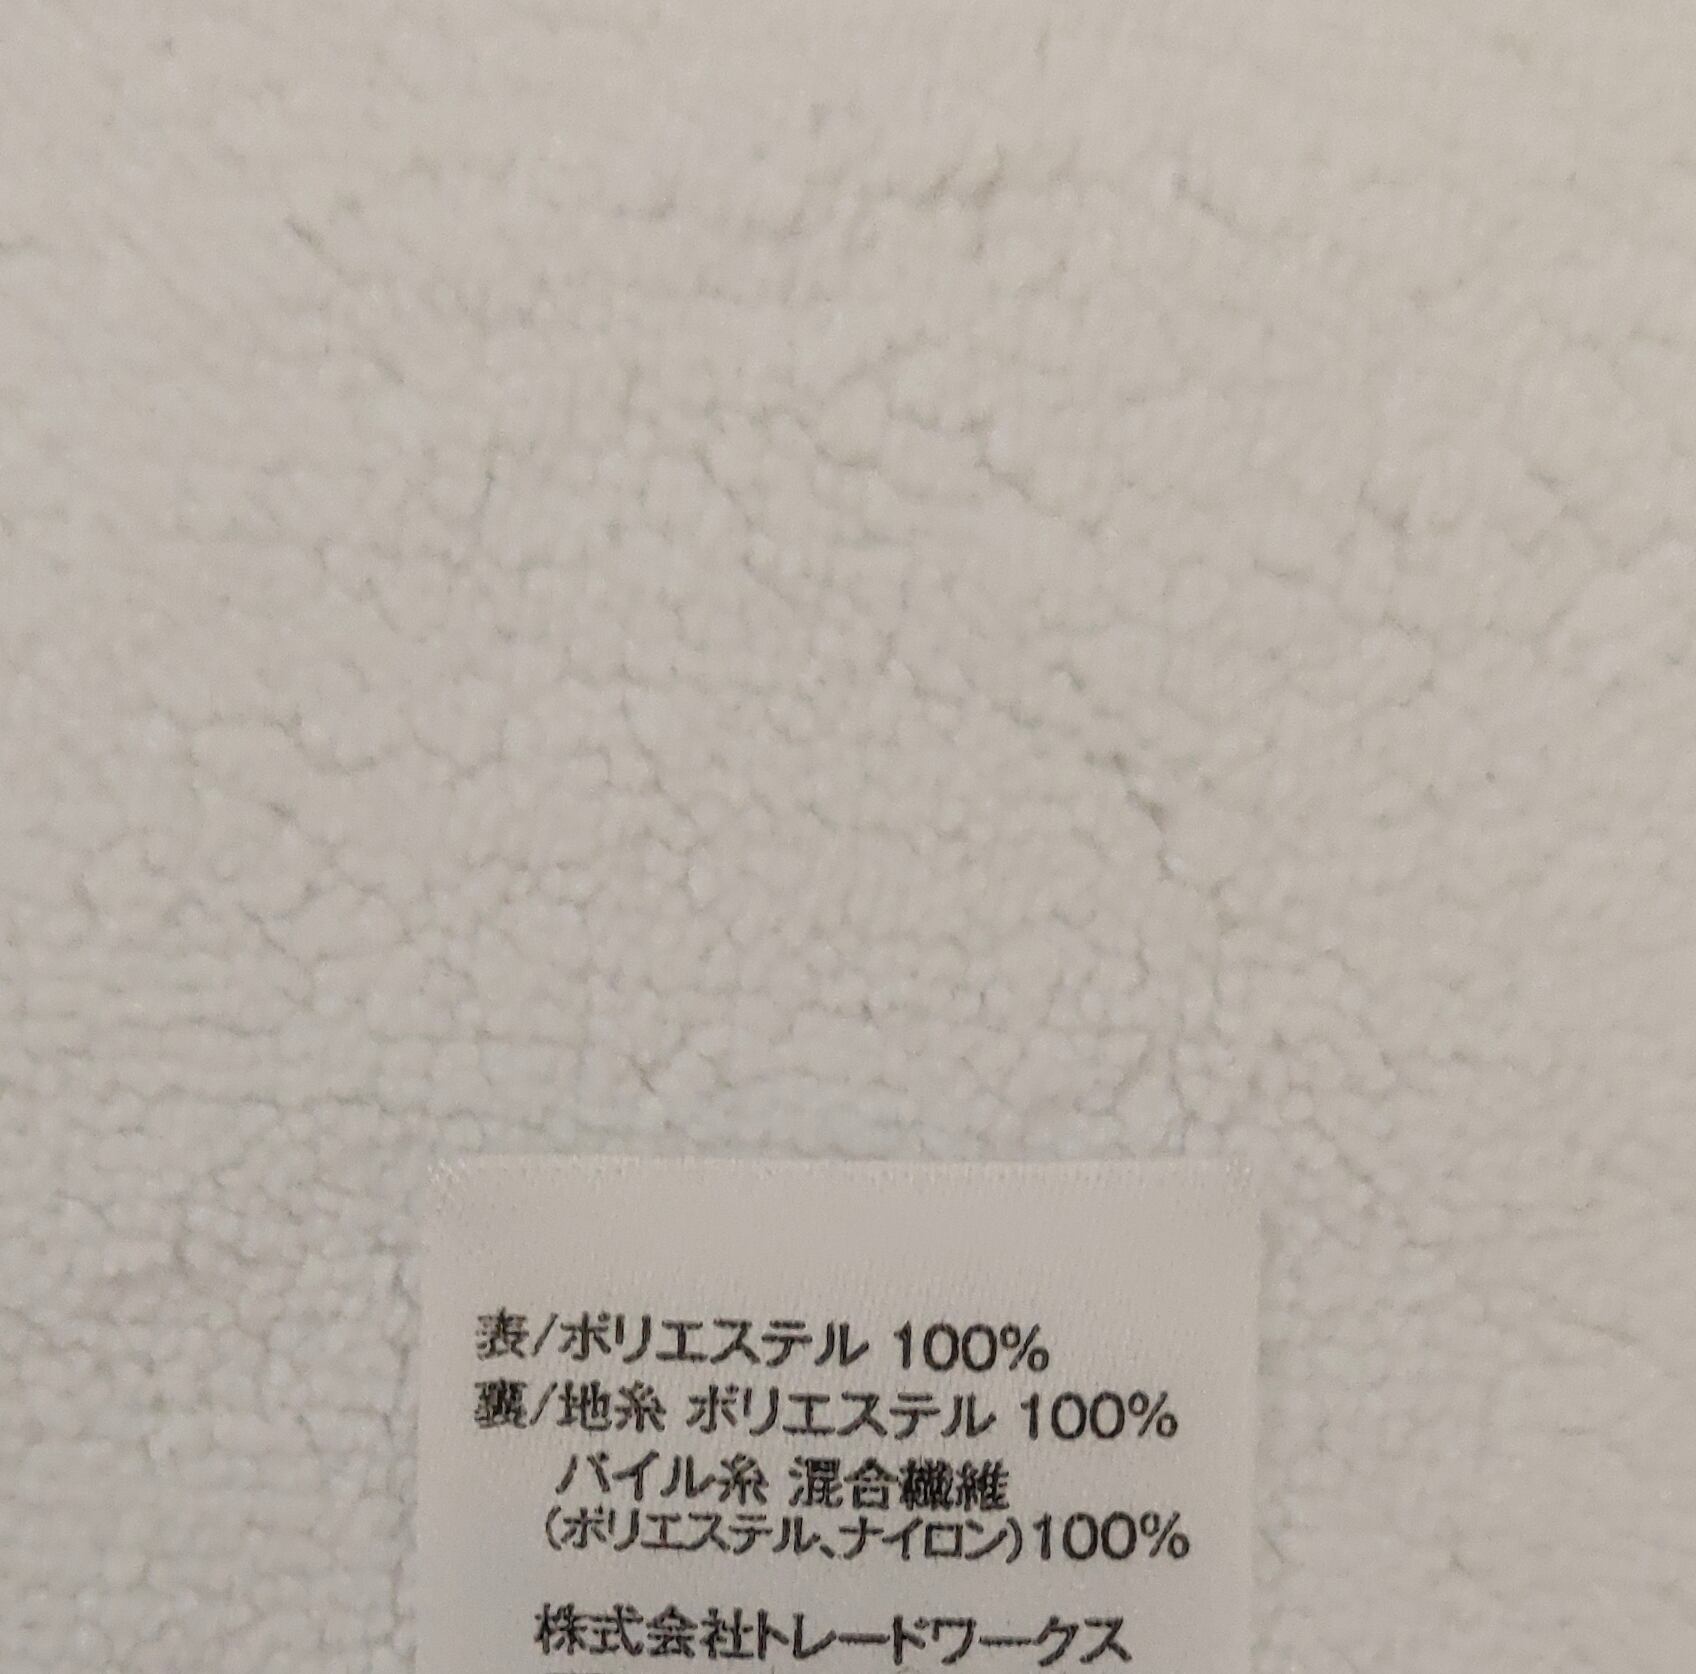 表/ポリエステル 100%
裏/地糸 ポリエステル 100%
パイル糸 混合繊維
(ポリエステル、ナイロン)100%
株式会社トレードワークス